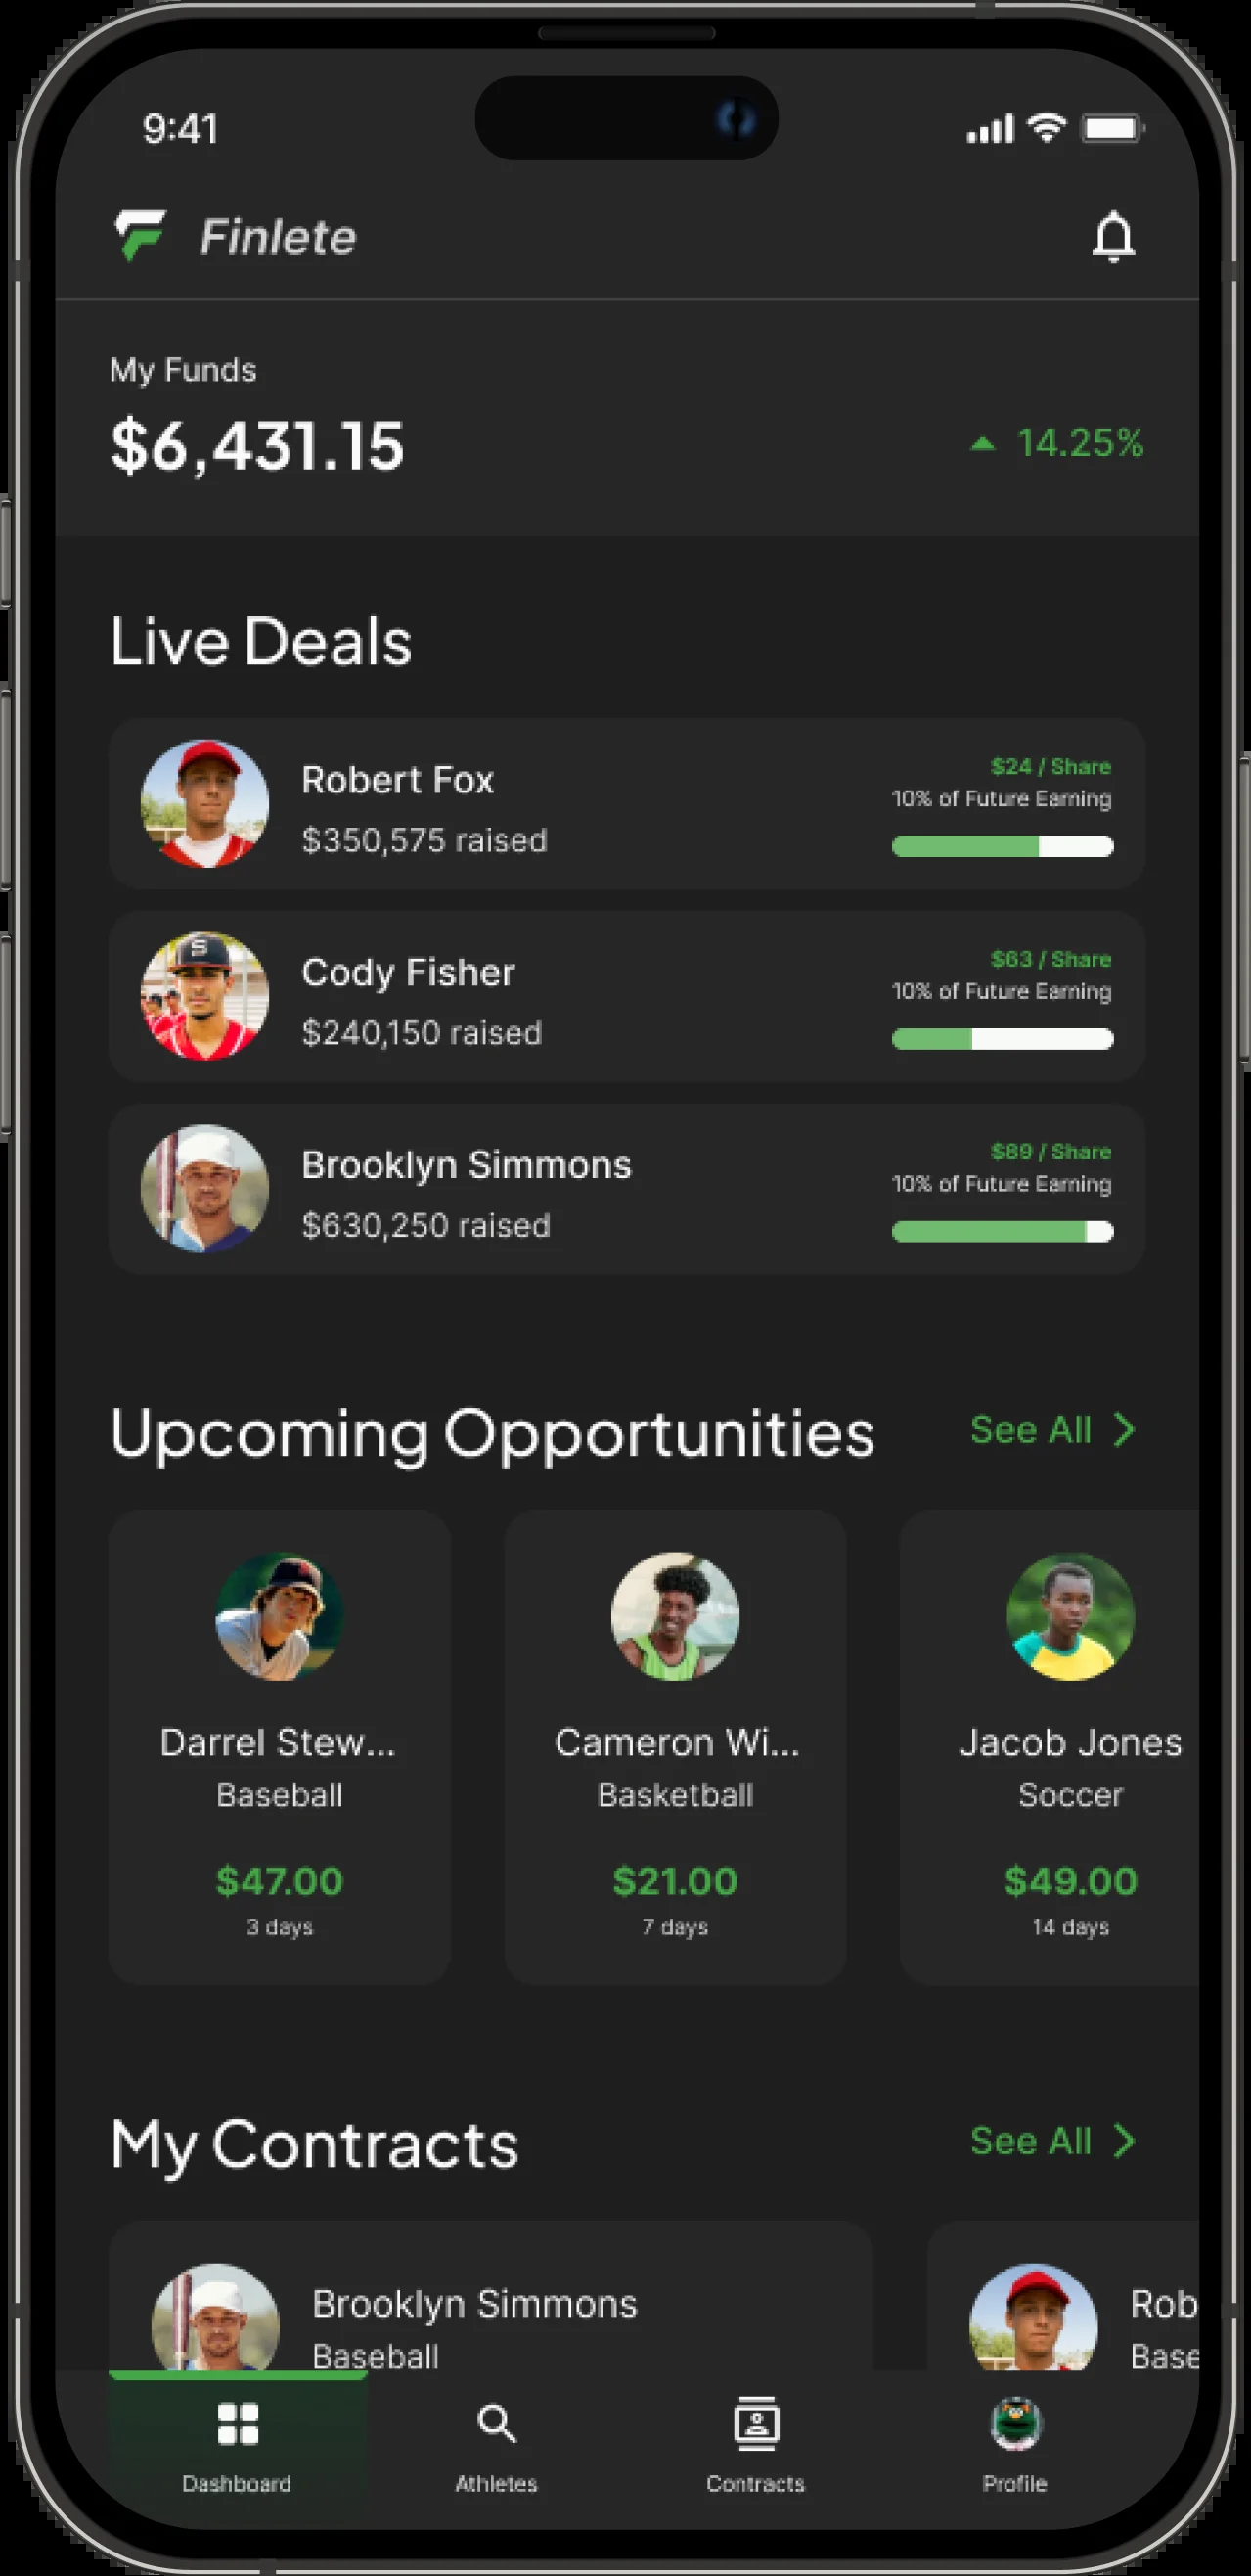 9:41
Finlete
My Funds
$6,431.15
14.25%
Live Deals
Robert Fox
$350,575 raised
$24 / Share
10% of Future Earning
Cody Fisher
$240,150 raised
$63 / Share
10% of Future Earning
Brooklyn Simmons
$630,250 raised
$89 / Share
10% of Future Earning
Upcoming Opportunities
See All
Darrel Stew...
Baseball
$47.00
3 days
Cameron Wi...
Basketball
$21.00
7 days
Jacob Jones
Soccer
$49.00
14 days
My Contracts
See All
Brooklyn Simmons
Baseball
Rob
Base
Dashboard
Athletes
Contracts
Profile